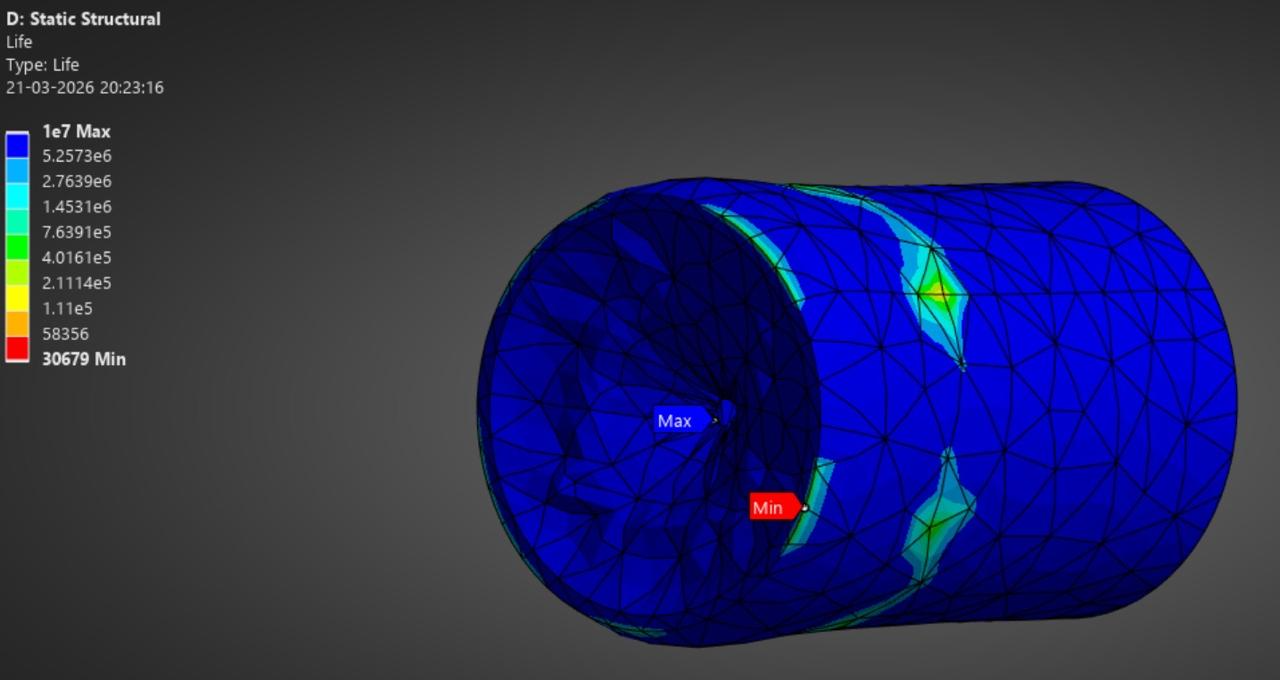 D: Static Structural
Life
Type: Life
21-03-2026 20:23:16
1e7 Max
5.2573e6
2.7639e6
1.4531e6
7.6391e5
4.0161e5
2.1114e5
1.11e5
58356
30679 Min
Max
Min